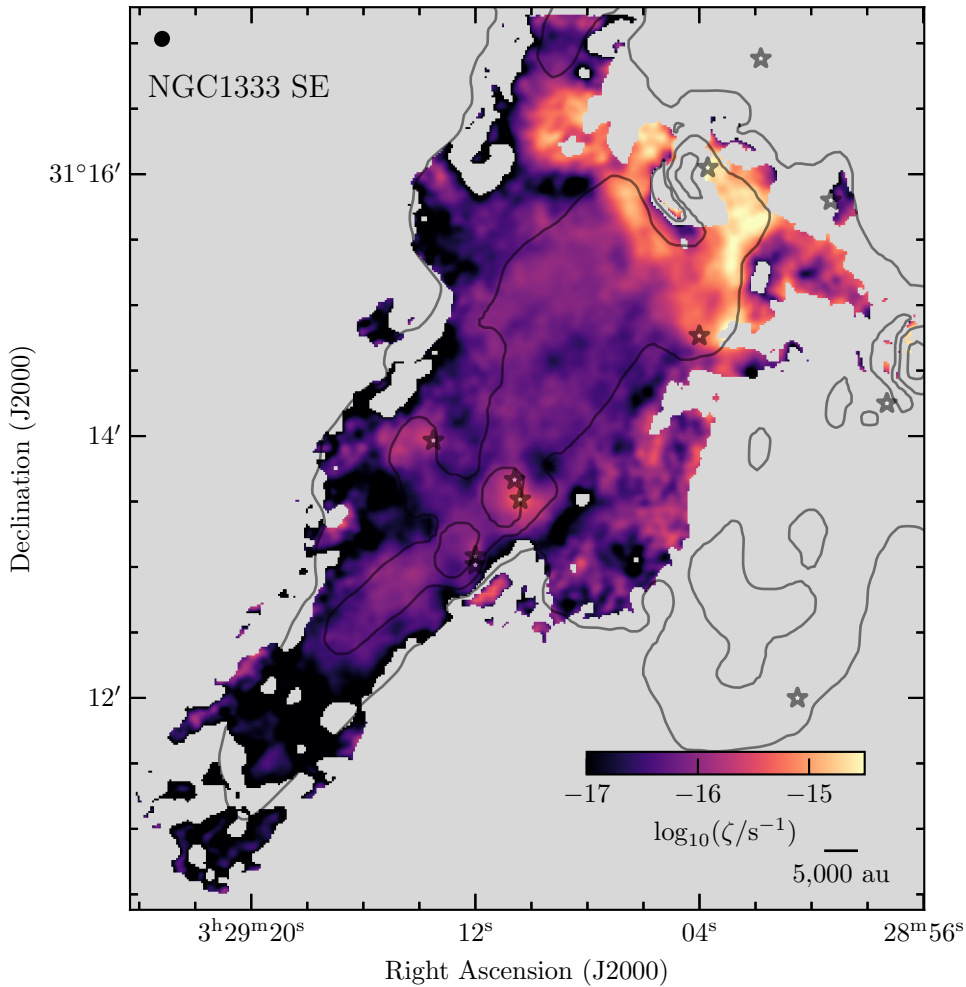 NGC1333 SE
31°16′
14′
12′
Declination (J2000)
−17 −16 −15
log₁₀(ζ/s⁻¹)
5,000 au
3ʰ29ᵐ20ˢ 12ˢ 04ˢ 28ᵐ56ˢ
Right Ascension (J2000)